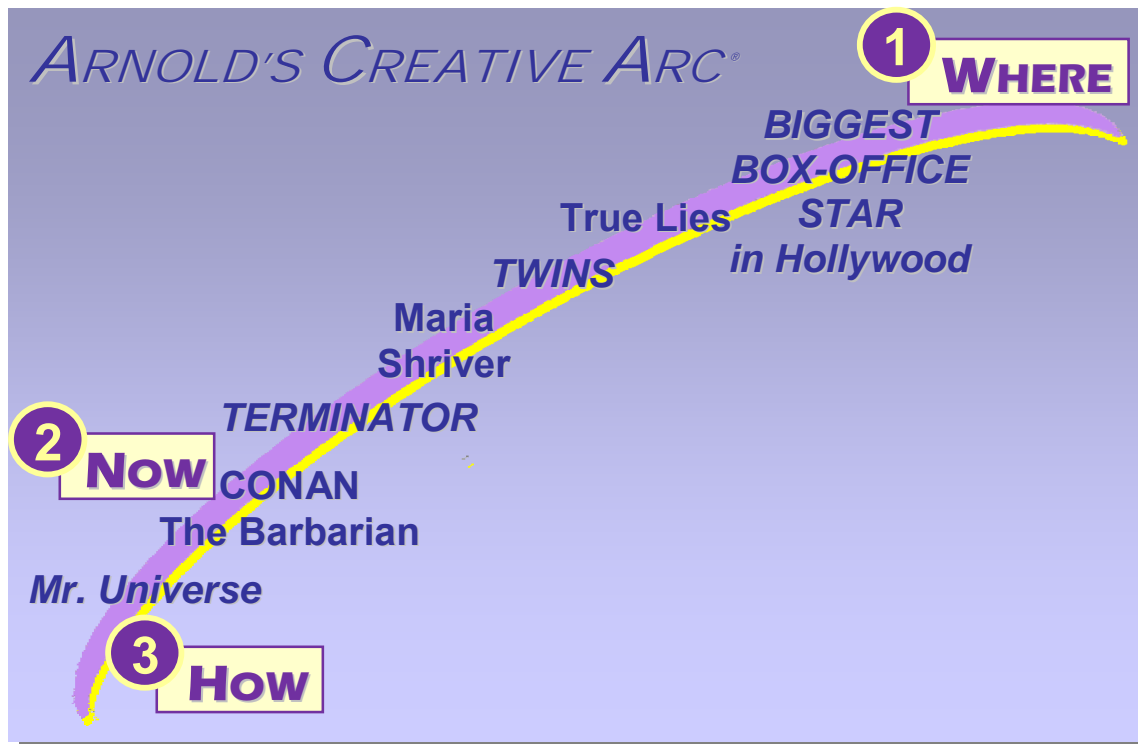 ARNOLD'S CREATIVE ARC®
1
WHERE
BIGGEST
BOX-OFFICE
STAR
in Hollywood
True Lies
TWINS
Maria
Shriver
TERMINATOR
2
NOW
CONAN
The Barbarian
Mr. Universe
3
HOW